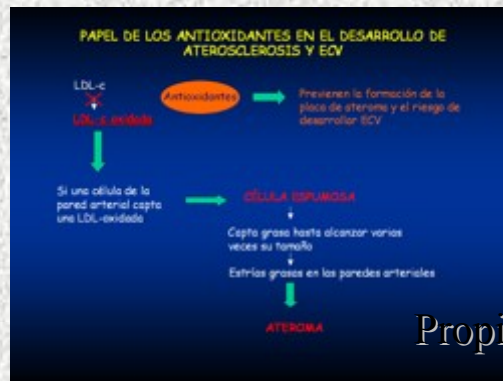 PAPEL DE LOS ANTIOXIDANTES EN EL DESARROLLO DE
ATEROSCLEROSIS Y ECV
LDL-c
Antioxidantes
Previenen la formación de la
placa de ateroma y el riesgo de
desarrollar ECV
LDL-c oxidada
Si una célula de la
pared arterial capta
una LDL-oxidada
CÉLULA ESPUMOSA
Capta grasa hasta alcanzar varias
veces su tamaño
Estrías grasas en las paredes arteriales
ATEROMA
Propi